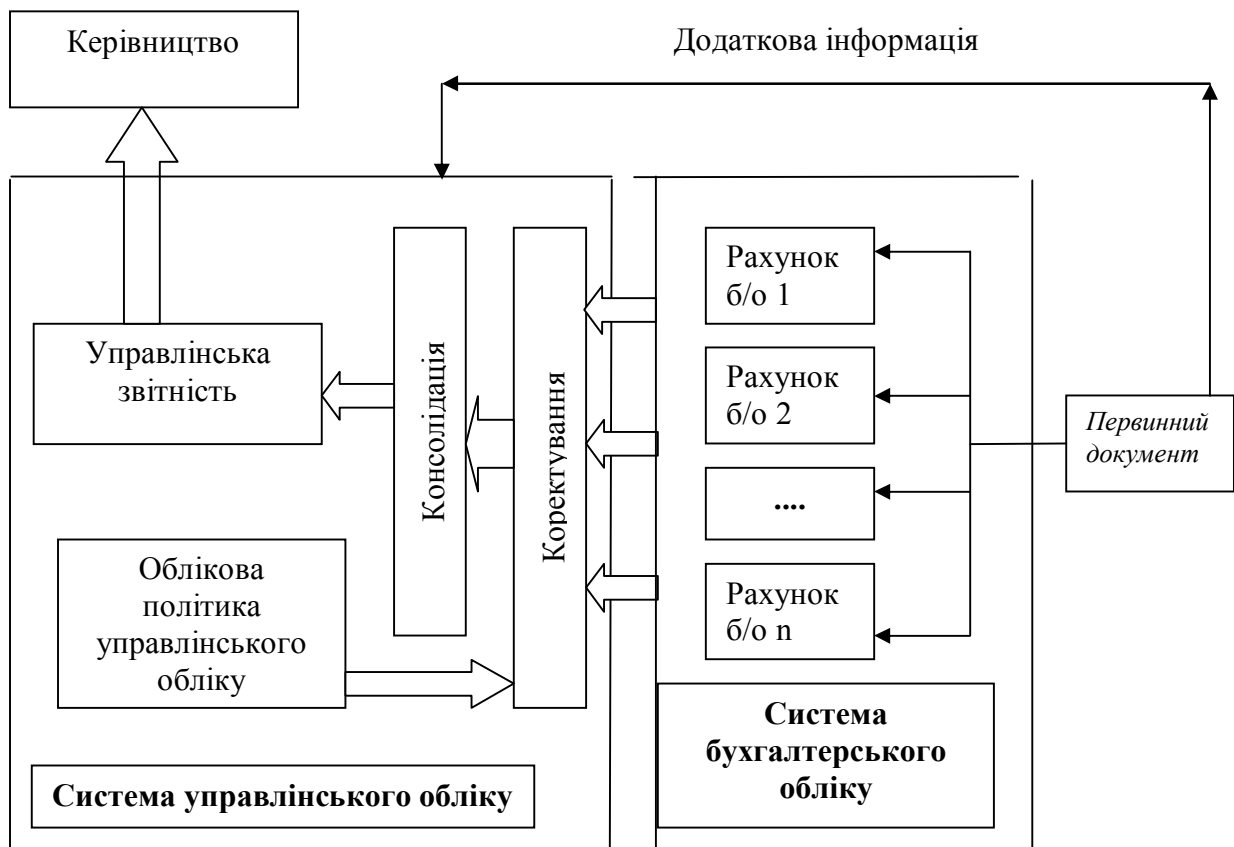 Керівництво
Додаткова інформація
Управлінська
звітність
Облікова
політика
управлінського
обліку
Консолідація
Коректування
Рахунок
б/о 1
Рахунок
б/о 2
....
Рахунок
б/о n
Первинний
документ
Система
бухгалтерського
обліку
Система управлінського обліку